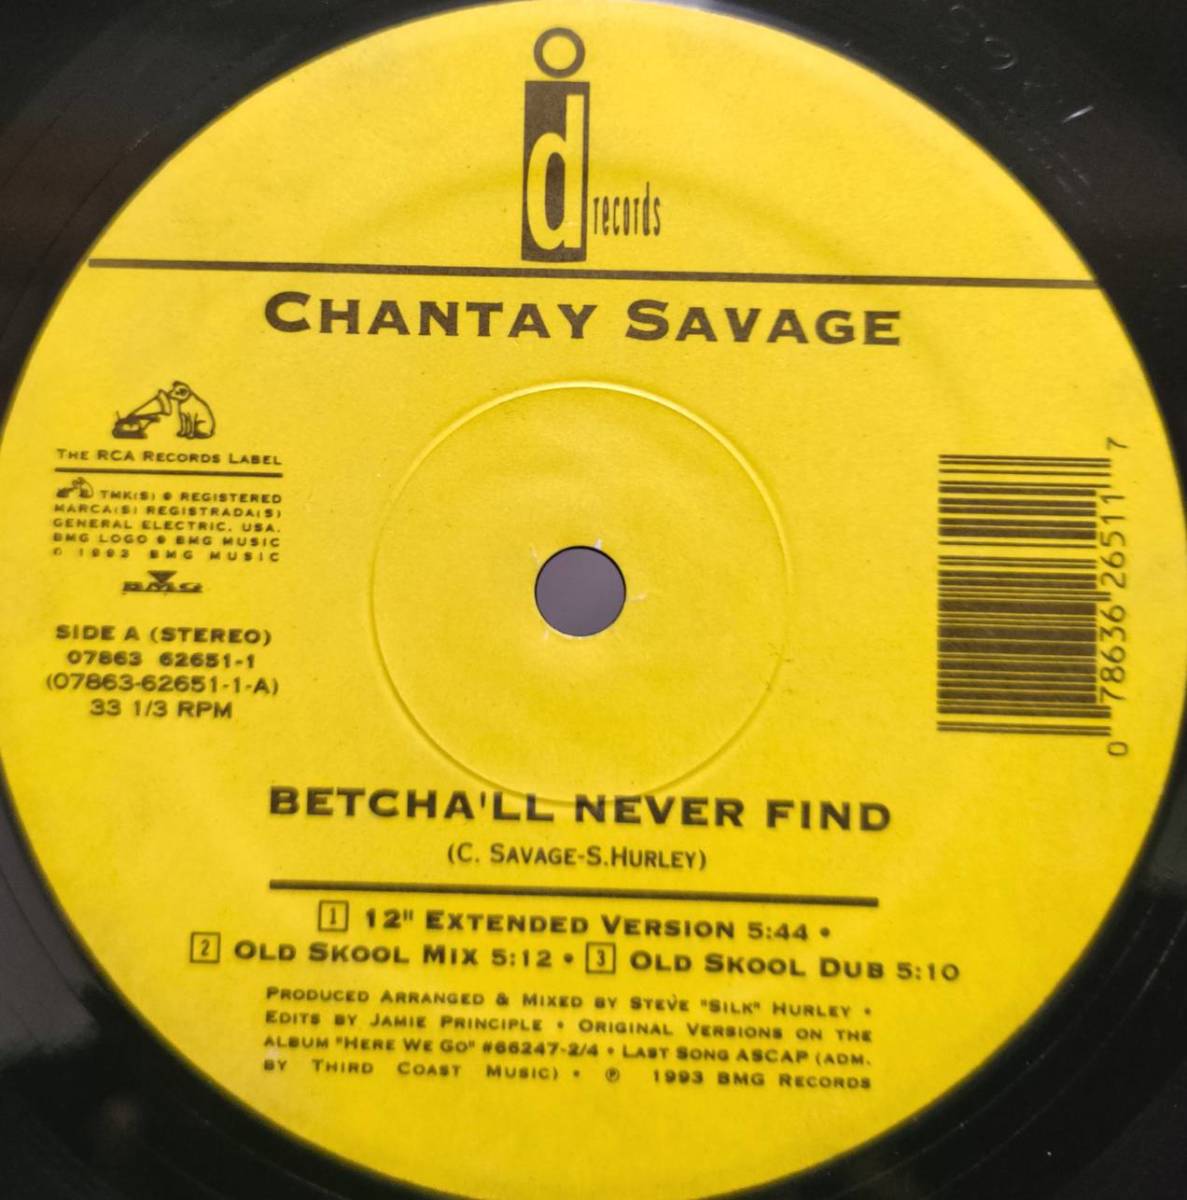 id records
CHANTAY SAVAGE
THE RCA RECORDS LABEL
TMK(S) ® REGISTERED
MARCA(S) REGISTRADA(S)
GENERAL ELECTRIC, USA.
BMG LOGO ® BMG MUSIC
© 1993 BMG MUSIC
BMG
SIDE A (STEREO)
07863 62651-1
(07863-62651-1-A)
33 1/3 RPM
0 78636 26511 7
BETCHA'LL NEVER FIND
(C. SAVAGE-S.HURLEY)
1 12" EXTENDED VERSION 5:44 •
2 OLD SKOOL MIX 5:12 • 3 OLD SKOOL DUB 5:10
PRODUCED ARRANGED & MIXED BY STEVE "SILK" HURLEY •
EDITS BY JAMIE PRINCIPLE • ORIGINAL VERSIONS ON THE
ALBUM "HERE WE GO" #66247-2/4 • LAST SONG ASCAP (ADM.
BY THIRD COAST MUSIC) • ℗ 1993 BMG RECORDS